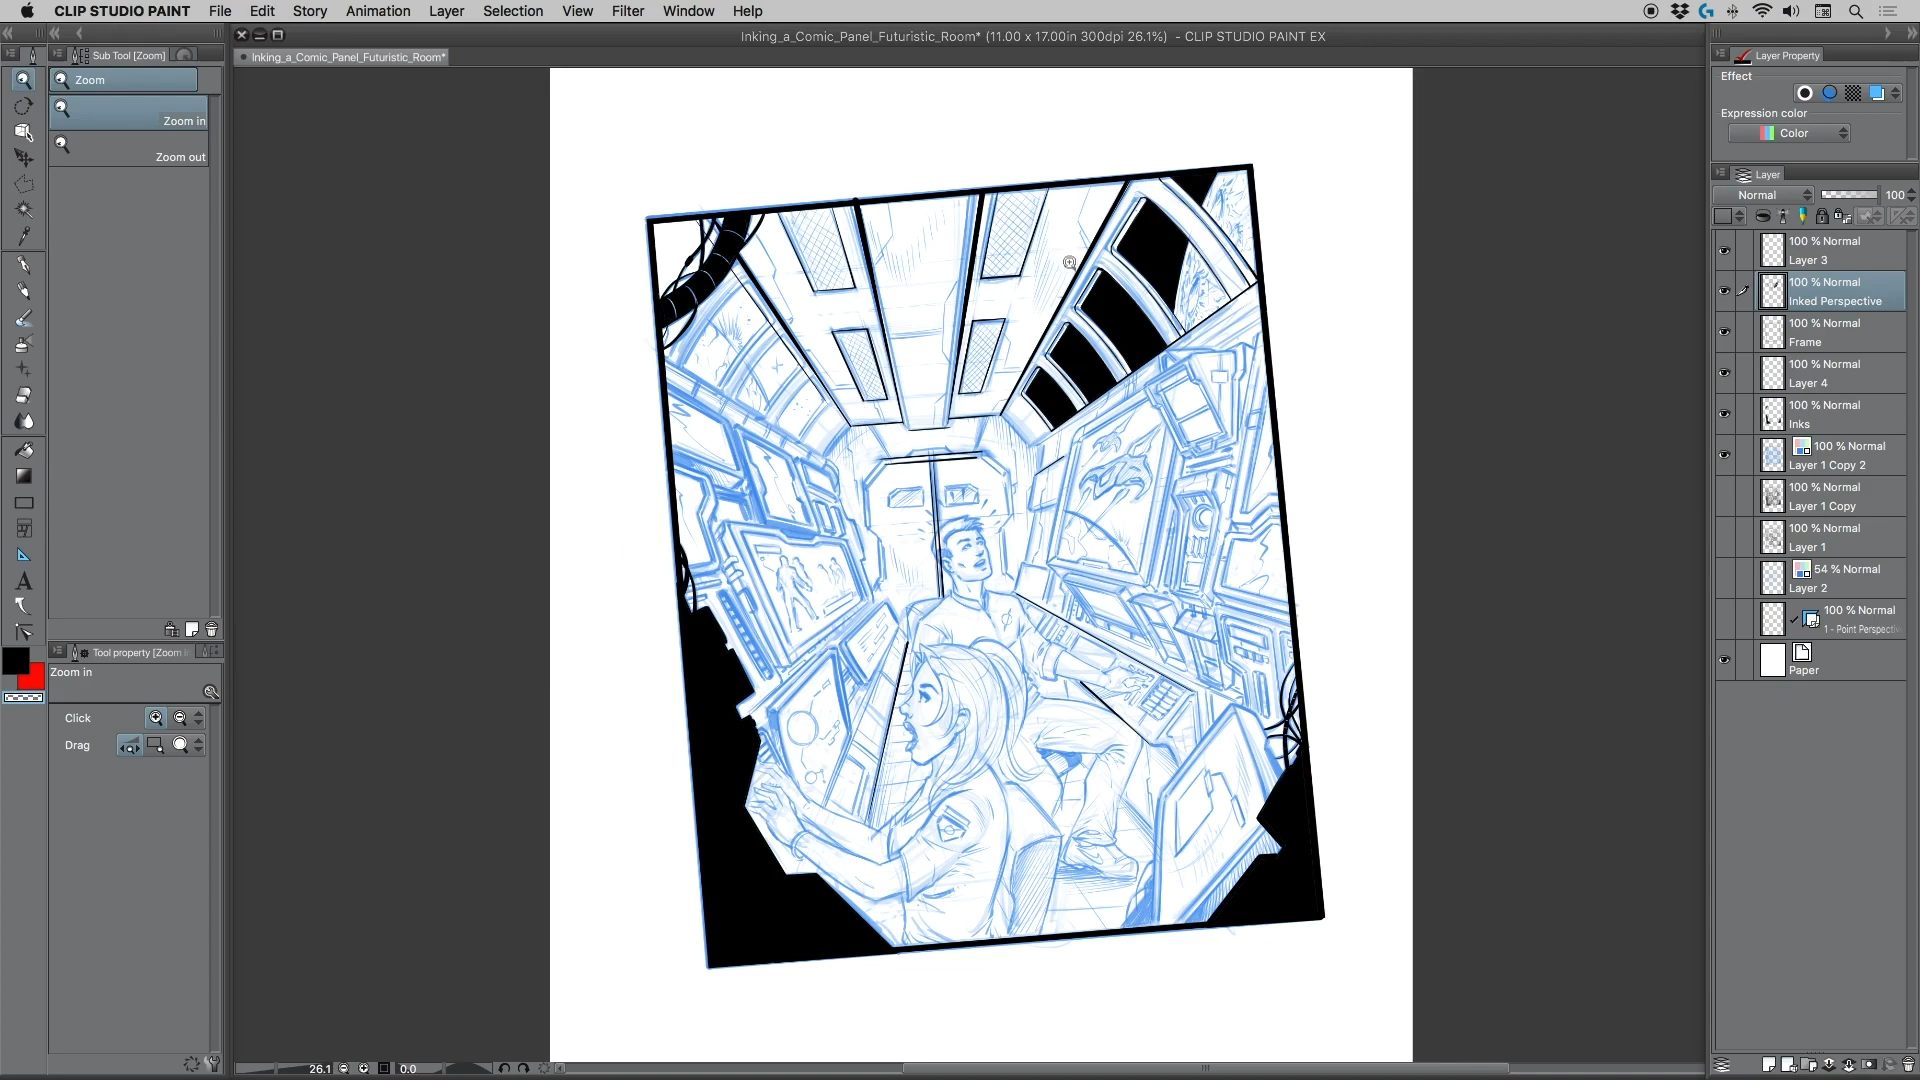 CLIP STUDIO PAINT File Edit Story Animation Layer Selection View Filter Window Help
Inking_a_Comic_Panel_Futuristic_Room* (11.00 x 17.00in 300dpi 26.1%) - CLIP STUDIO PAINT EX
Sub Tool [Zoom]
Inking_a_Comic_Panel_Futuristic_Room*
Zoom
Zoom in
Zoom out
Tool property [Zoom in
Zoom in
Click
Drag
26.1
0.0
Layer Property
Effect
Expression color
Color
Layer
Normal
100
100 % Normal
Layer 3
100 % Normal
Inked Perspective
100 % Normal
Frame
100 % Normal
Layer 4
100 % Normal
Inks
100 % Normal
Layer 1 Copy 2
100 % Normal
Layer 1 Copy
100 % Normal
Layer 1
54 % Normal
Layer 2
100 % Normal
1 - Point Perspectiv
Paper